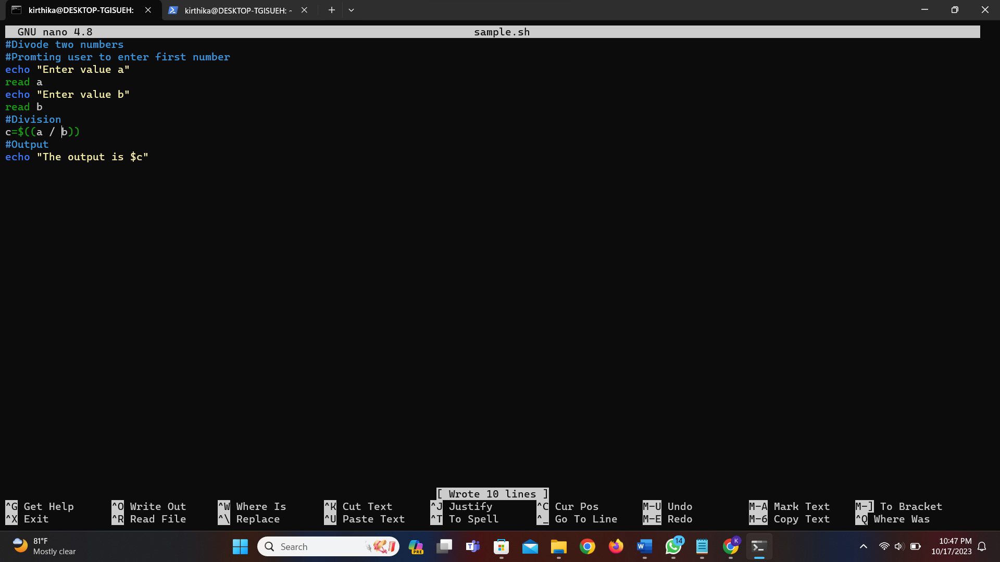 kirthika@DESKTOP-TGISUEH: kirthika@DESKTOP-TGISUEH: ~
GNU nano 4.8 sample.sh
#Divode two numbers
#Promting user to enter first number
echo "Enter value a"
read a
echo "Enter value b"
read b
#Division
c=$((a / b))
#Output
echo "The output is $c"
[ Wrote 10 lines ]
^G Get Help ^O Write Out ^W Where Is ^K Cut Text ^J Justify ^C Cur Pos M-U Undo M-A Mark Text M-] To Bracket
^X Exit ^R Read File ^\ Replace ^U Paste Text ^T To Spell ^_ Go To Line M-E Redo M-6 Copy Text ^Q Where Was
81°F
Mostly clear
Search
PRE
T
W
14
K
10:47 PM
10/17/2023